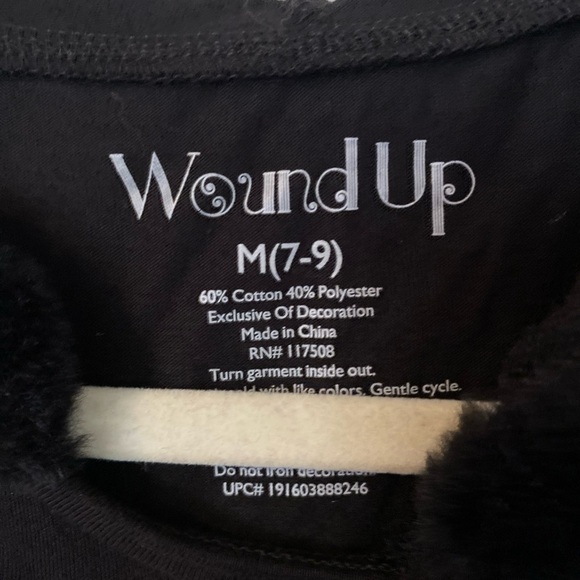 Wound Up
M(7-9)
60% Cotton 40% Polyester
Exclusive Of Decoration
Made in China
RN# 117508
Turn garment inside out.
with like colors. Gentle cycle.
Do not iron decoration.
UPC# 191603888246